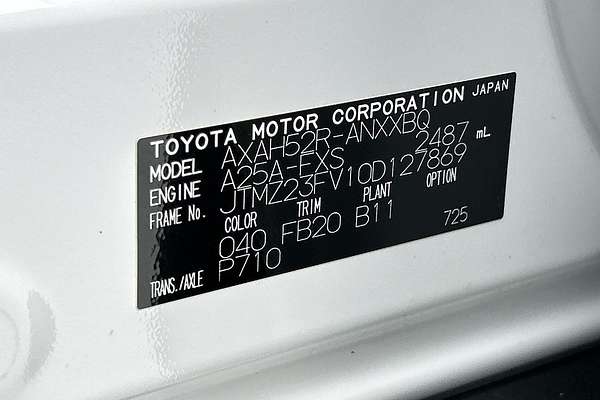 TOYOTA MOTOR CORPORATION JAPAN
MODEL AXAH52R-ANXXBQ
ENGINE A25A-FXS 2487 mL
FRAME No. JTMZ23FV10D127869
COLOR TRIM PLANT OPTION
040 FB20 B11 725
TRANS./AXLE P710